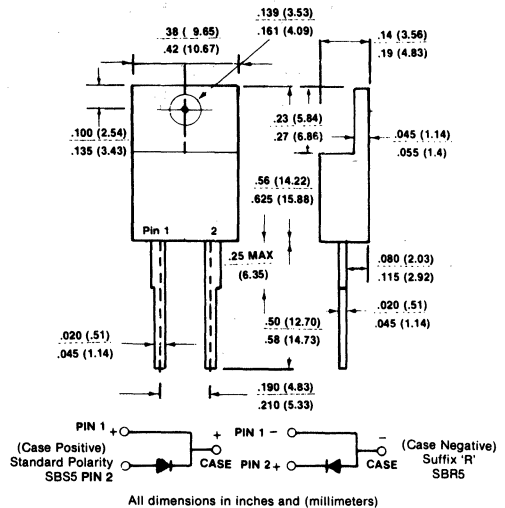 .139 (3.53)
.161 (4.09)
.38 ( 9.65)
.42 (10.67)
.14 (3.56)
.19 (4.83)
.100 (2.54)
.135 (3.43)
.23 (5.84)
.27 (6.86)
.045 (1.14)
.055 (1.4)
.56 (14.22)
.625 (15.88)
Pin 1 2
.25 MAX
(6.35)
.080 (2.03)
.115 (2.92)
.020 (.51)
.045 (1.14)
.50 (12.70)
.58 (14.73)
.020 (.51)
.045 (1.14)
.190 (4.83)
.210 (5.33)
PIN 1 +
(Case Positive)
Standard Polarity
SBS5 PIN 2
+
CASE
PIN 1 −
PIN 2 +
−
CASE
(Case Negative)
Suffix 'R'
SBR5
All dimensions in inches and (millimeters)